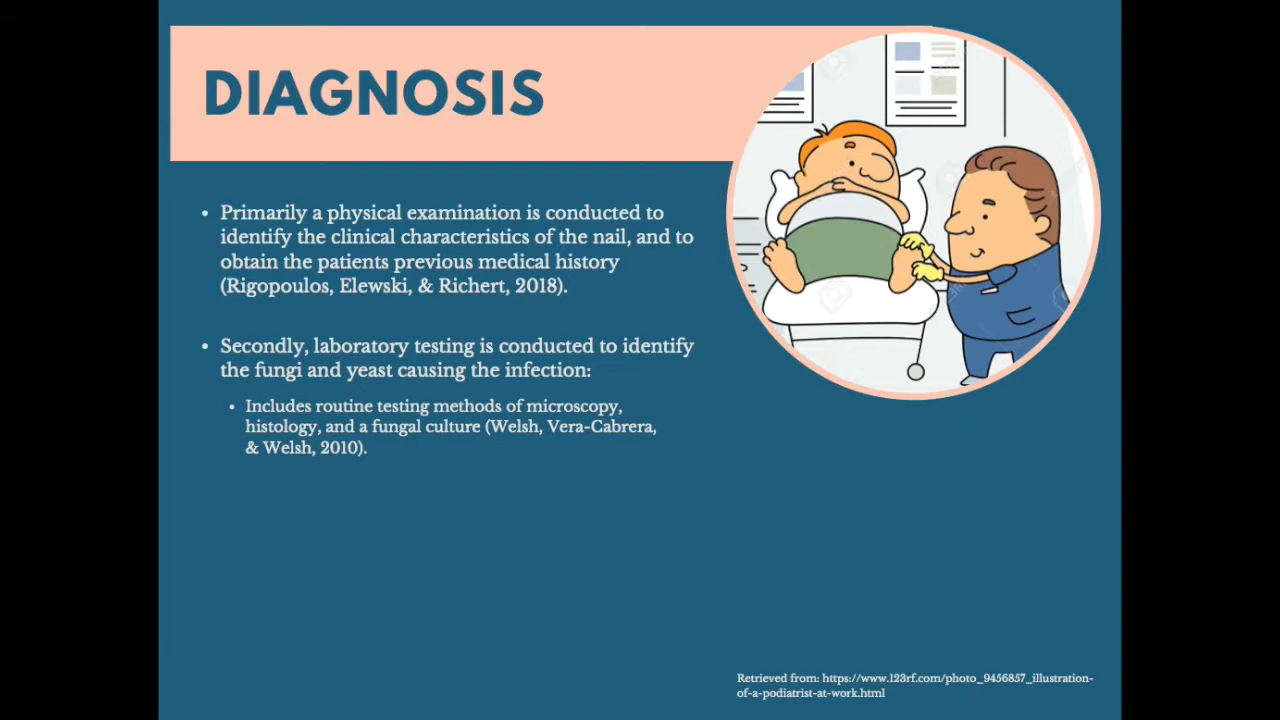 DIAGNOSIS
• Primarily a physical examination is conducted to
identify the clinical characteristics of the nail, and to
obtain the patients previous medical history
(Rigopoulos, Elewski, & Richert, 2018).
• Secondly, laboratory testing is conducted to identify
the fungi and yeast causing the infection:
• Includes routine testing methods of microscopy,
histology, and a fungal culture (Welsh, Vera-Cabrera,
& Welsh, 2010).
Retrieved from: https://www.123rf.com/photo_9456857_illustration-
of-a-podiatrist-at-work.html